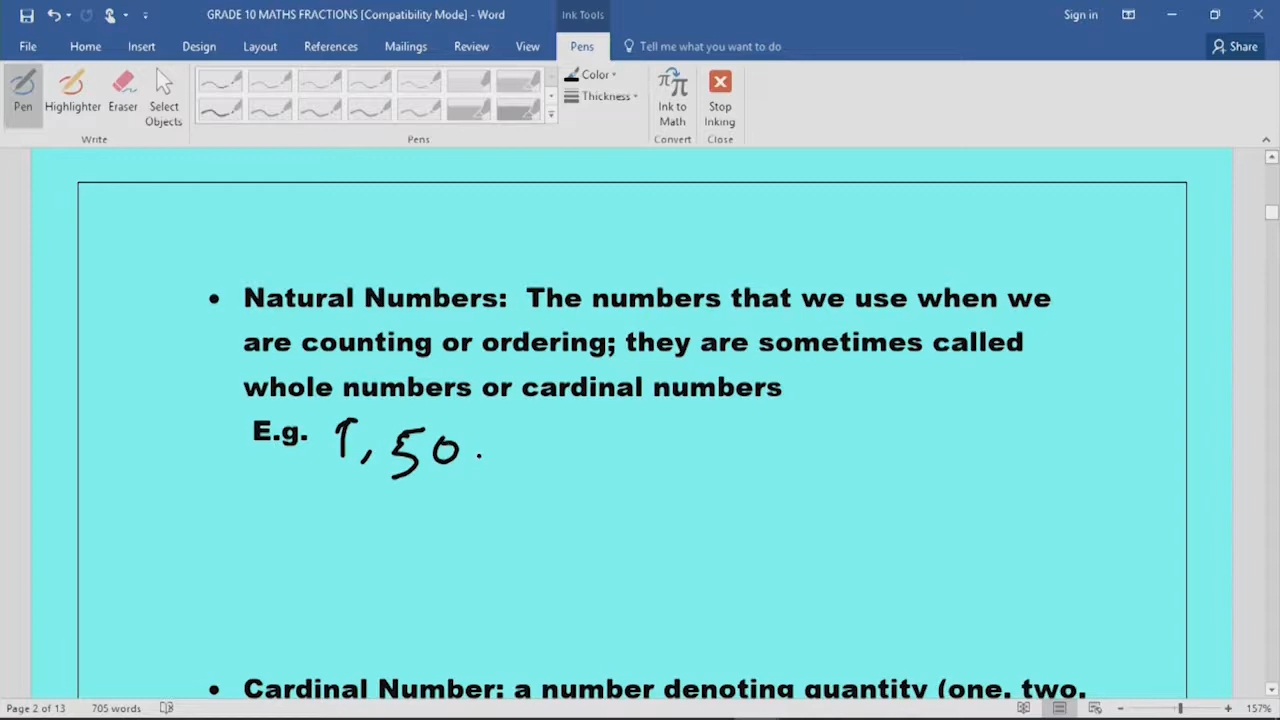 GRADE 10 MATHS FRACTIONS [Compatibility Mode] - Word
Ink Tools
Sign in
File Home Insert Design Layout References Mailings Review View Pens Tell me what you want to do
Share
Pen Highlighter Eraser Select Objects
Color
Thickness
Ink to Math
Stop Inking
Write Pens Convert Close
• Natural Numbers: The numbers that we use when we
are counting or ordering; they are sometimes called
whole numbers or cardinal numbers
E.g. 1, 50 .
• Cardinal Number: a number denoting quantity (one, two,
Page 2 of 13 705 words
157%